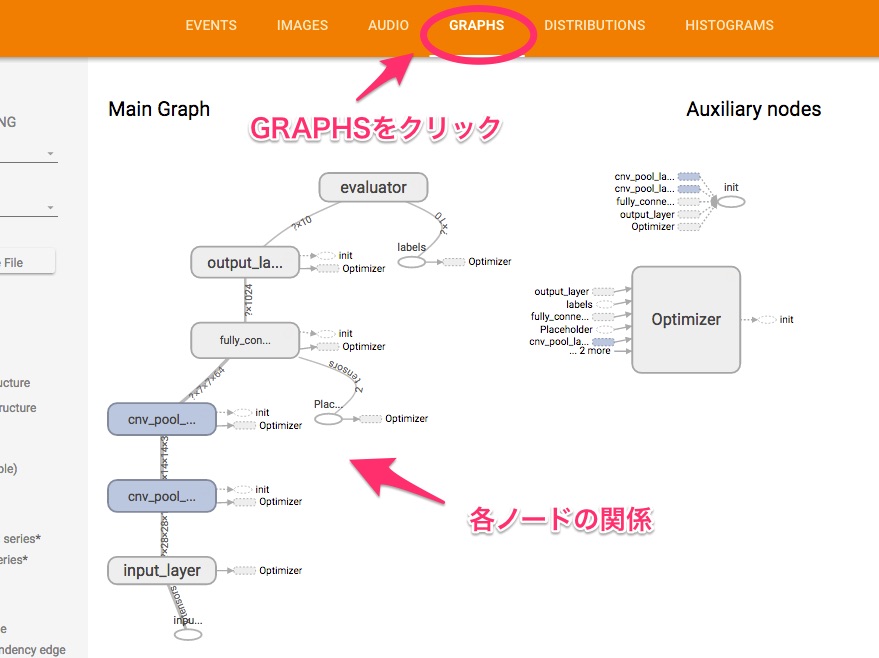 EVENTS IMAGES AUDIO GRAPHS DISTRIBUTIONS HISTOGRAMS
GRAPHSをクリック
Main Graph
Auxiliary nodes
NG
File
ucture
ructure
ble)
series*
eries*
e
ndency edge
evaluator
?×10
?×10
labels
Optimizer
output_la...
init
Optimizer
?×1024
fully_con...
init
Optimizer
?×7×7×64
2 tensors
Plac...
Optimizer
cnv_pool_...
init
Optimizer
×14×14×3
cnv_pool_...
init
Optimizer
?×28×28×
input_layer
Optimizer
tensors
inpu...
各ノードの関係
cnv_pool_la...
cnv_pool_la...
fully_conne...
output_layer
Optimizer
init
output_layer
labels
fully_conne...
Placeholder
cnv_pool_la...
... 2 more
Optimizer
init